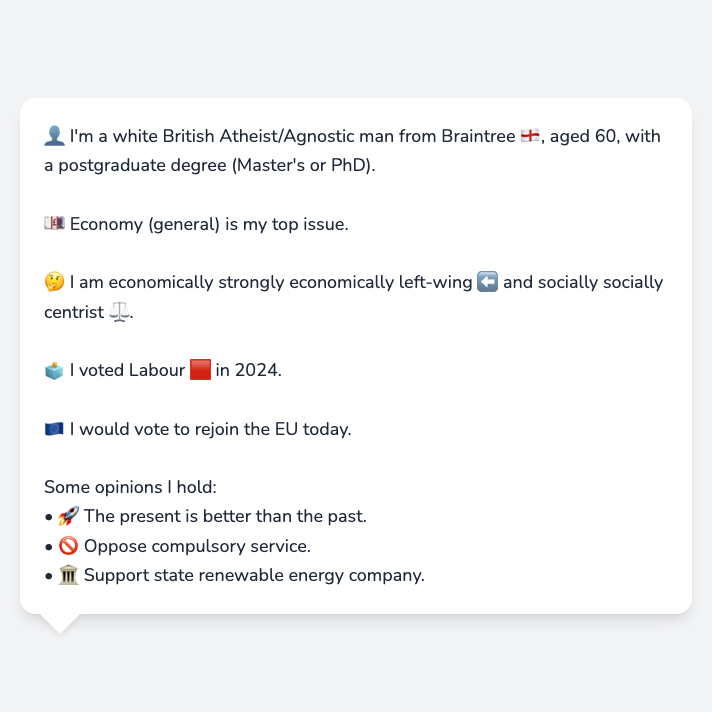 👤 I'm a white British Atheist/Agnostic man from Braintree 🏴󠁧󠁢󠁥󠁮󠁧󠁿, aged 60, with
a postgraduate degree (Master's or PhD).
💷 Economy (general) is my top issue.
🤔 I am economically strongly economically left-wing ⬅️ and socially socially
centrist ⚖️.
🗳️ I voted Labour 🟥 in 2024.
🇪🇺 I would vote to rejoin the EU today.
Some opinions I hold:
• 🚀 The present is better than the past.
• 🚫 Oppose compulsory service.
• 🏛️ Support state renewable energy company.